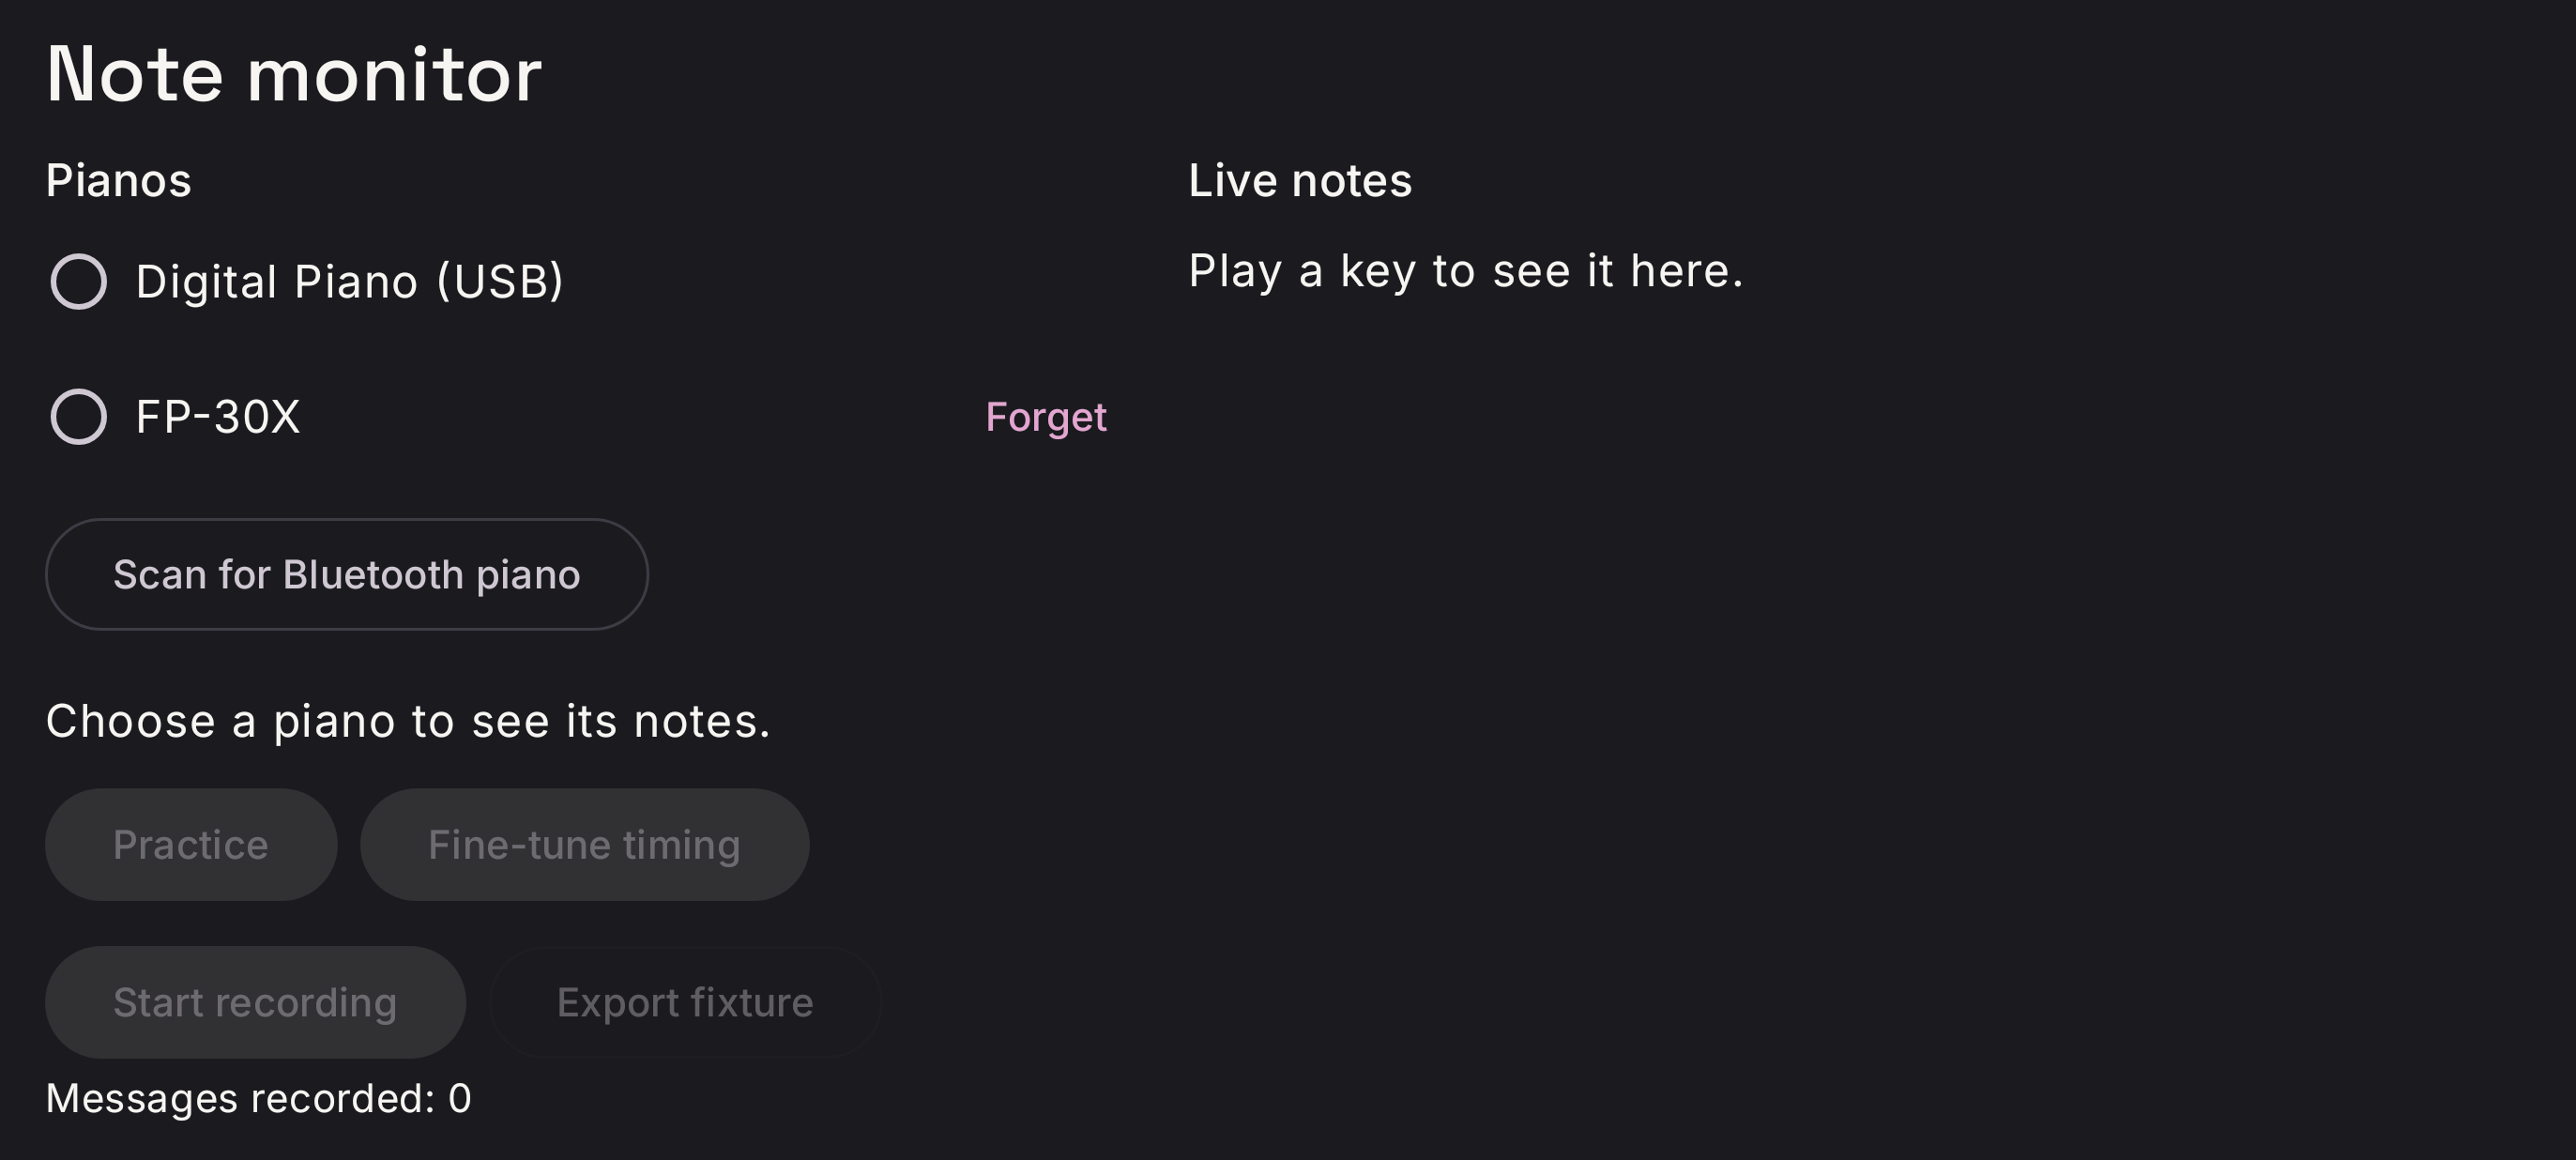 Note monitor
Pianos
Digital Piano (USB)
FP-30X
Forget
Scan for Bluetooth piano
Choose a piano to see its notes.
Practice
Fine-tune timing
Start recording
Export fixture
Messages recorded: 0
Live notes
Play a key to see it here.